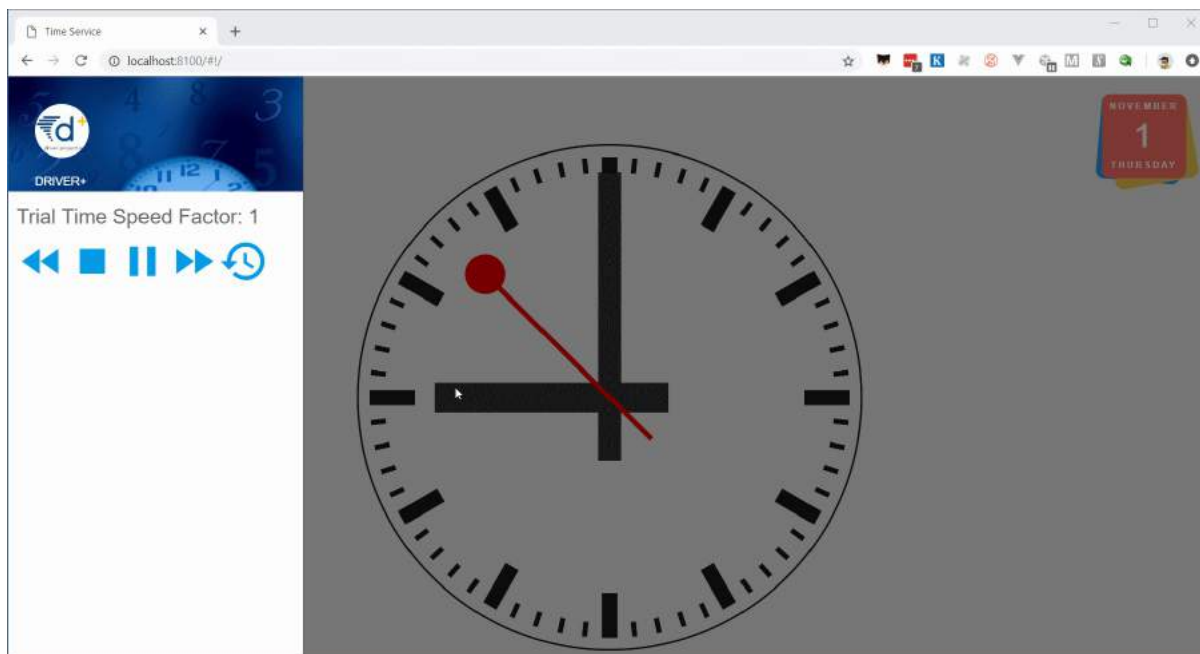 Time Service
localhost:8100/#!/
DRIVER+
Trial Time Speed Factor: 1
NOVEMBER
1
THURSDAY